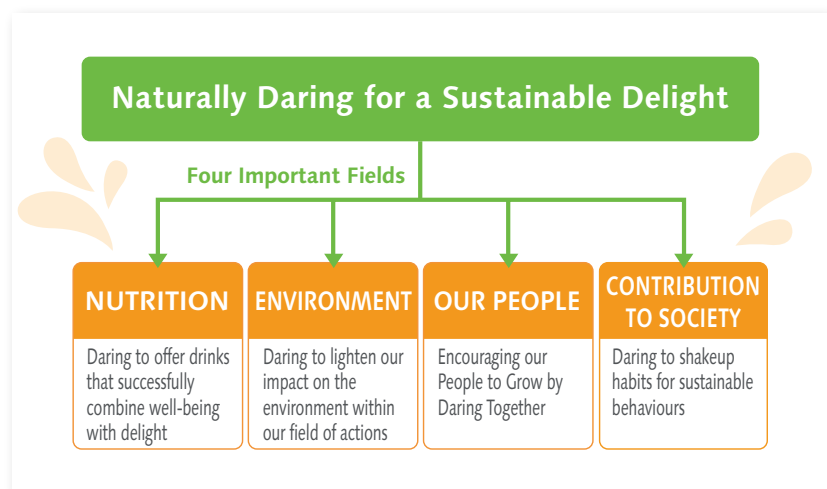 Naturally Daring for a Sustainable Delight
Four Important Fields
NUTRITION
Daring to offer drinks
that successfully
combine well-being
with delight
ENVIRONMENT
Daring to lighten our
impact on the
environment within
our field of actions
OUR PEOPLE
Encouraging our
People to Grow by
Daring Together
CONTRIBUTION
TO SOCIETY
Daring to shakeup
habits for sustainable
behaviours